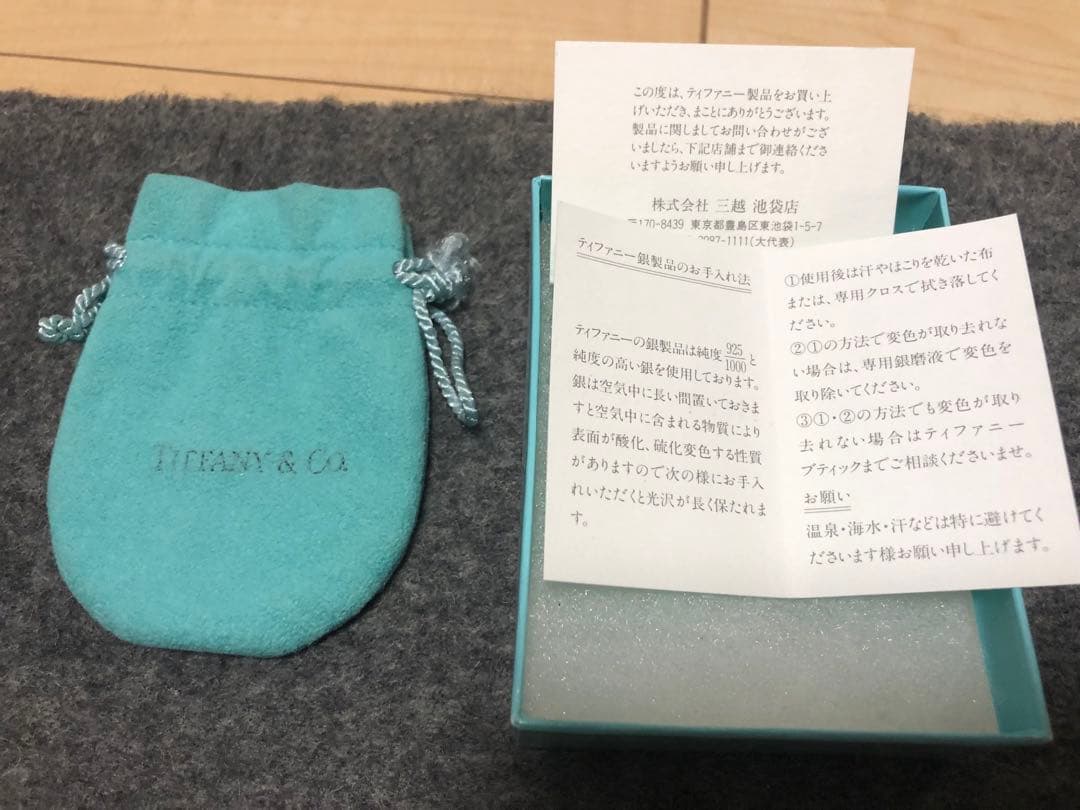 TIFFANY & CO.
この度は、ティファニー製品をお買い上
げいただき、まことにありがとうございます。
製品に関しましてお問い合わせがござ
いましたら、下記店舗まで御連絡くださ
いますようお願い申し上げます。
株式会社 三越 池袋店
〒170-8439 東京都豊島区東池袋1-5-7
3987-1111(大代表)
ティファニー銀製品のお手入れ法
ティファニーの銀製品は純度925/1000と
純度の高い銀を使用しております。
銀は空気中に長い間置いておきま
すと空気中に含まれる物質により
表面が酸化、硫化変色する性質
がありますので次の様にお手入
れいただくと光沢が長く保たれま
す。
①使用後は汗やほこりを乾いた布
または、専用クロスで拭き落してく
ださい。
②①の方法で変色が取り去れな
い場合は、専用銀磨液で変色を
取り除いてください。
③①・②の方法でも変色が取り
去れない場合はティファニー
ブティックまでご相談くださいませ。
お願い
温泉・海水・汗などは特に避けてく
ださいます様お願い申し上げます。